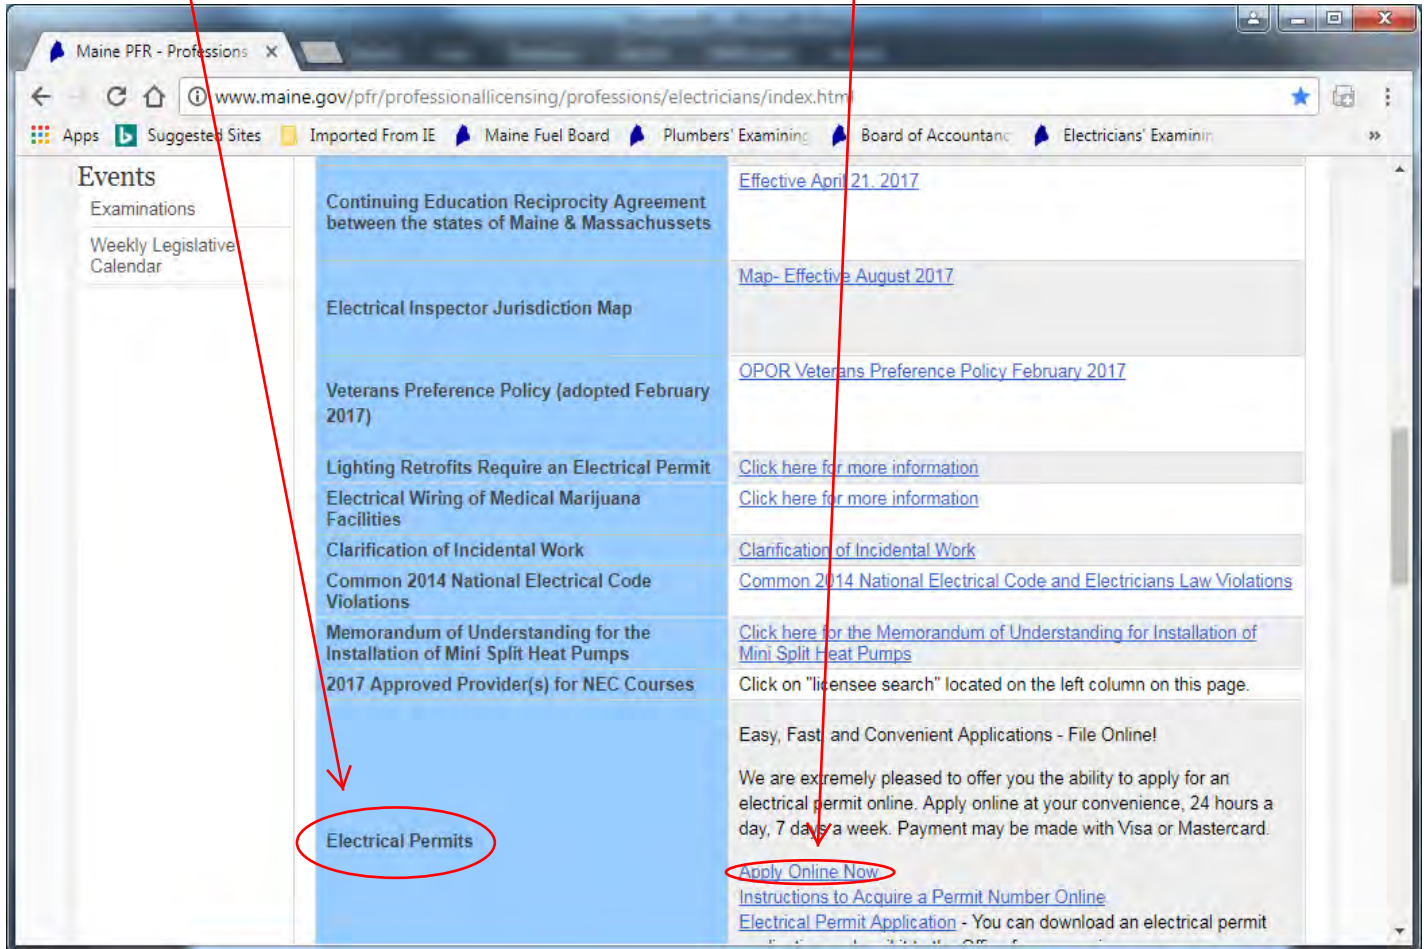 Maine PFR - Professions
www.maine.gov/pfr/professionallicensing/professions/electricians/index.html
Apps Suggested Sites Imported From IE Maine Fuel Board Plumbers' Examining Board of Accountanc Electricians' Examinin
Events
Examinations
Weekly Legislative
Calendar
Continuing Education Reciprocity Agreement
between the states of Maine & Massachussets
Effective April 21. 2017
Electrical Inspector Jurisdiction Map
Map- Effective August 2017
Veterans Preference Policy (adopted February
2017)
OPOR Veterans Preference Policy February 2017
Lighting Retrofits Require an Electrical Permit
Click here for more information
Electrical Wiring of Medical Marijuana
Facilities
Click here for more information
Clarification of Incidental Work
Clarification of Incidental Work
Common 2014 National Electrical Code
Violations
Common 2014 National Electrical Code and Electricians Law Violations
Memorandum of Understanding for the
Installation of Mini Split Heat Pumps
Click here for the Memorandum of Understanding for Installation of
Mini Split Heat Pumps
2017 Approved Provider(s) for NEC Courses
Click on "licensee search" located on the left column on this page.
Electrical Permits
Easy, Fast, and Convenient Applications - File Online!
We are extremely pleased to offer you the ability to apply for an
electrical permit online. Apply online at your convenience, 24 hours a
day, 7 days a week. Payment may be made with Visa or Mastercard.
Apply Online Now
Instructions to Acquire a Permit Number Online
Electrical Permit Application - You can download an electrical permit